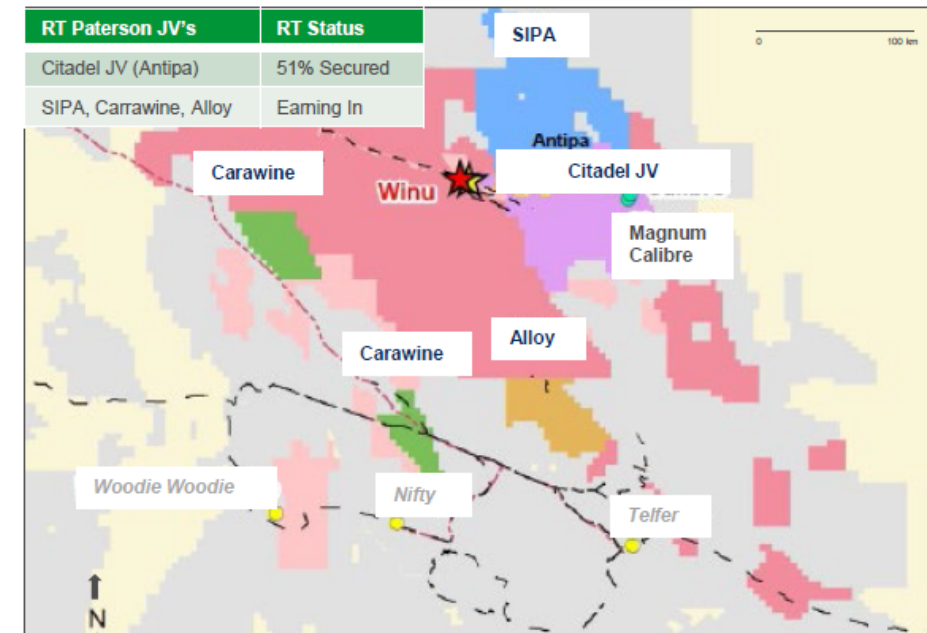 RT Paterson JV's RT Status
Citadel JV (Antipa) 51% Secured
SIPA, Carrawine, Alloy Earning In
SIPA
0 100 km
Antipa
Carawine
Citadel JV
Winu
Magnum
Calibre
Alloy
Carawine
Woodie Woodie
Nifty
Telfer
N